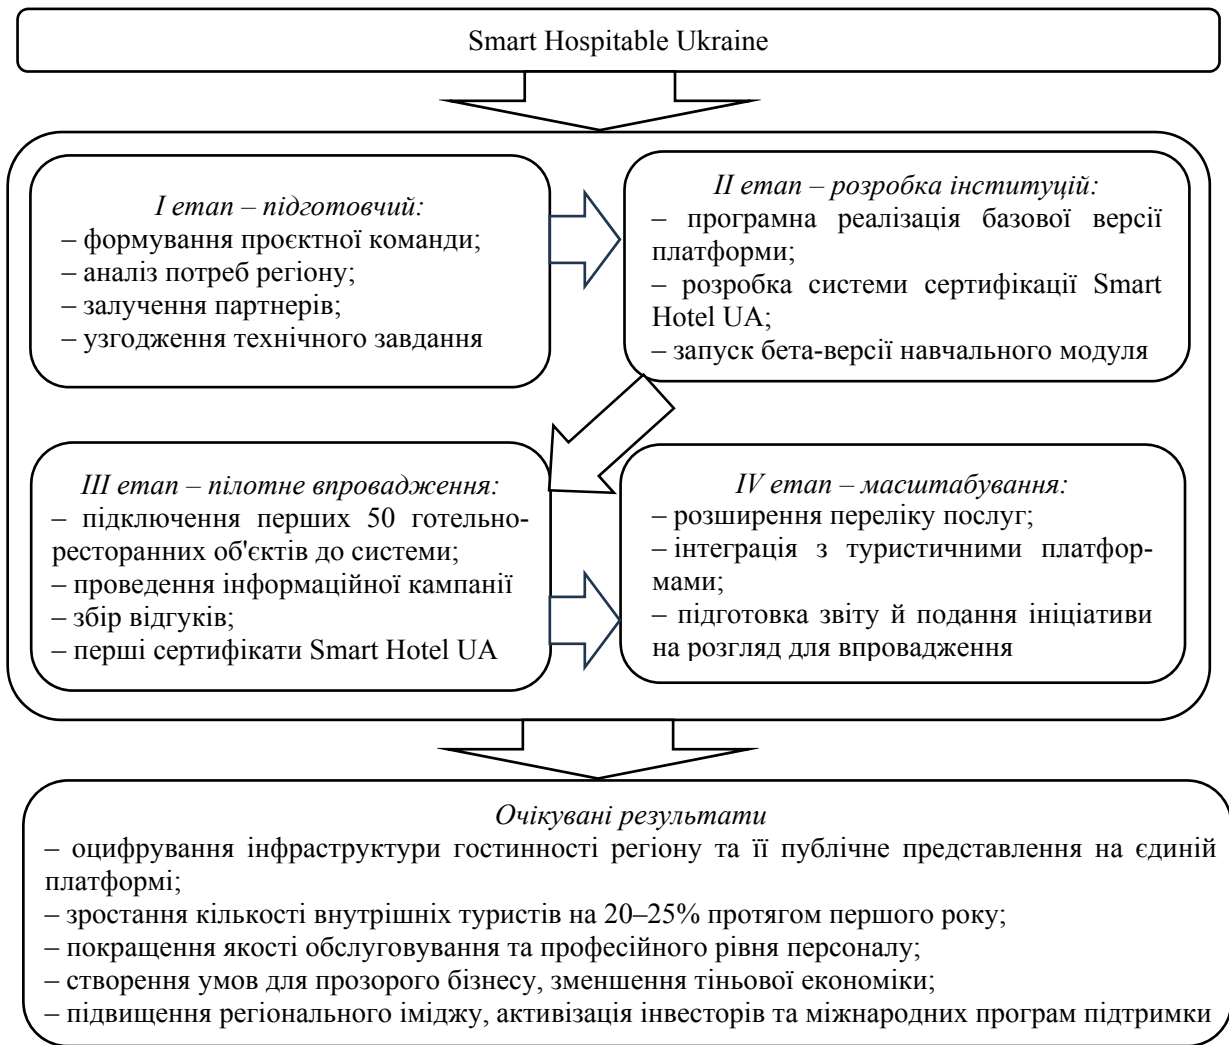 Smart Hospitable Ukraine
І етап – підготовчий:
– формування проєктної команди;
– аналіз потреб регіону;
– залучення партнерів;
– узгодження технічного завдання
ІІ етап – розробка інституцій:
– програмна реалізація базової версії
платформи;
– розробка системи сертифікації Smart
Hotel UA;
– запуск бета-версії навчального модуля
ІІІ етап – пілотне впровадження:
– підключення перших 50 готельно-
ресторанних об'єктів до системи;
– проведення інформаційної кампанії
– збір відгуків;
– перші сертифікати Smart Hotel UA
IV етап – масштабування:
– розширення переліку послуг;
– інтеграція з туристичними платфор-
мами;
– підготовка звіту й подання ініціативи
на розгляд для впровадження
Очікувані результати
– оцифрування інфраструктури гостинності регіону та її публічне представлення на єдиній
платформі;
– зростання кількості внутрішніх туристів на 20–25% протягом першого року;
– покращення якості обслуговування та професійного рівня персоналу;
– створення умов для прозорого бізнесу, зменшення тіньової економіки;
– підвищення регіонального іміджу, активізація інвесторів та міжнародних програм підтримки